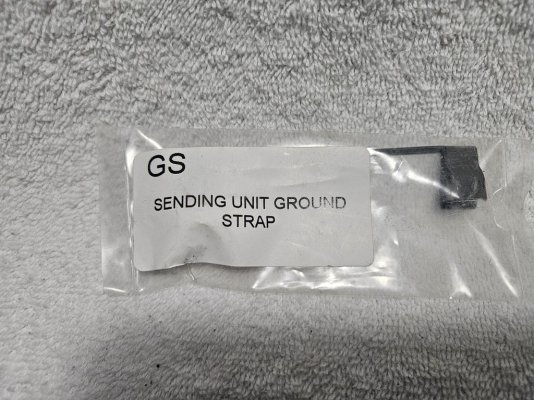 GS
SENDING UNIT GROUND
STRAP